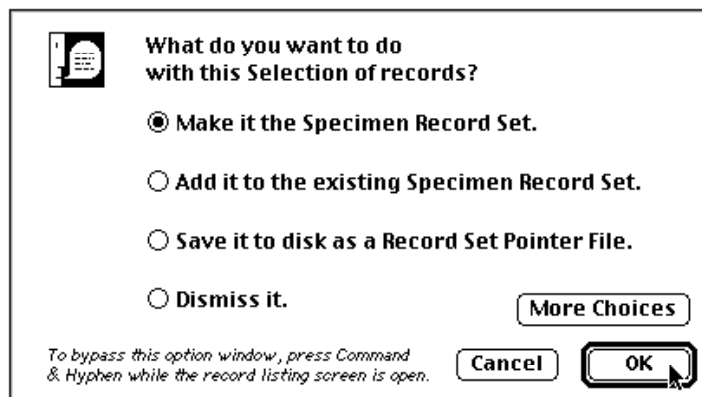 What do you want to do
with this Selection of records?
Make it the Specimen Record Set.
Add it to the existing Specimen Record Set.
Save it to disk as a Record Set Pointer File.
Dismiss it.
More Choices
To bypass this option window, press Command
& Hyphen while the record listing screen is open.
Cancel
OK